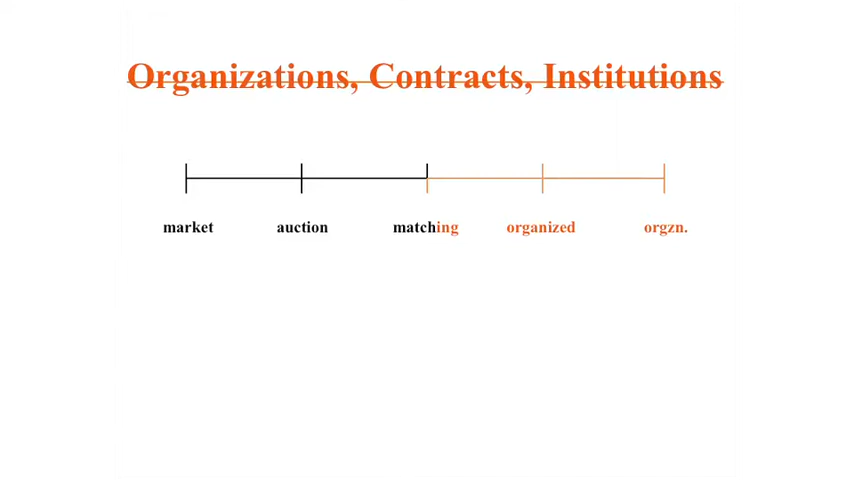 Organizations, Contracts, Institutions
market auction matching organized orgzn.